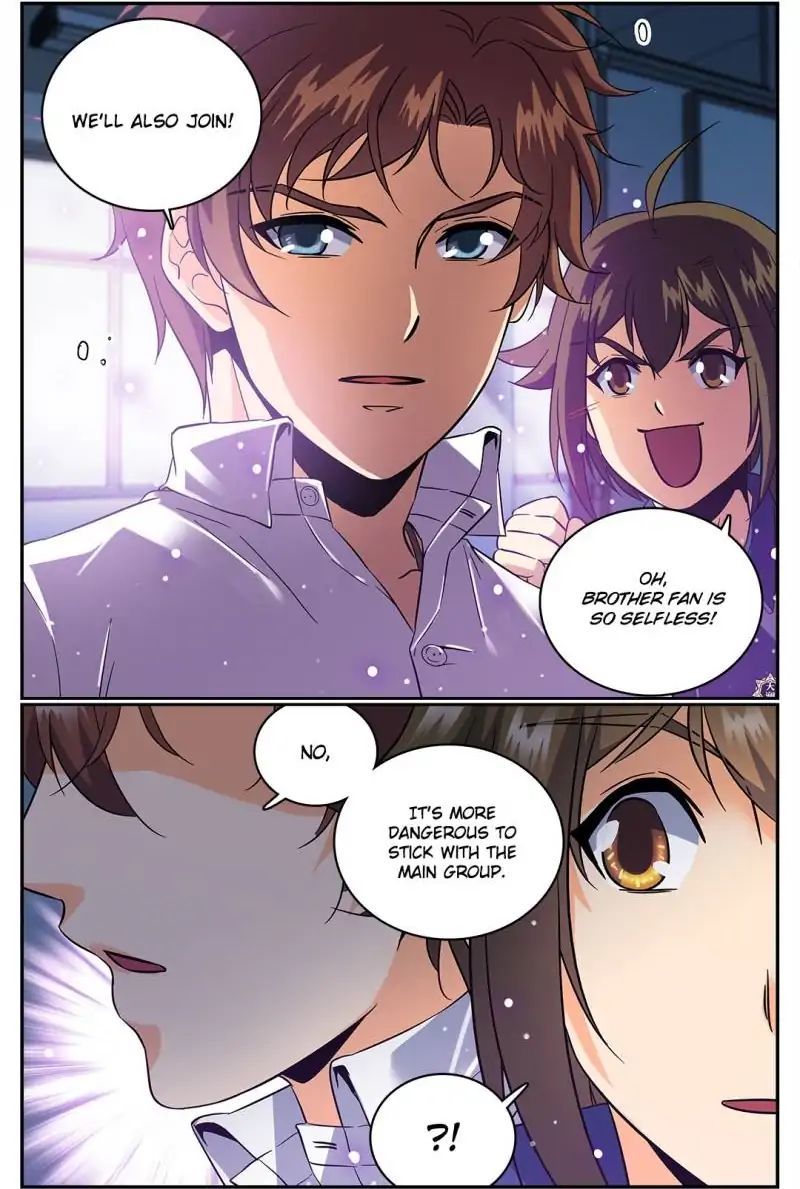 WE'LL ALSO JOIN!
OH,
BROTHER FAN IS
SO SELFLESS!
NO,
IT'S MORE
DANGEROUS TO
STICK WITH THE
MAIN GROUP.
?!